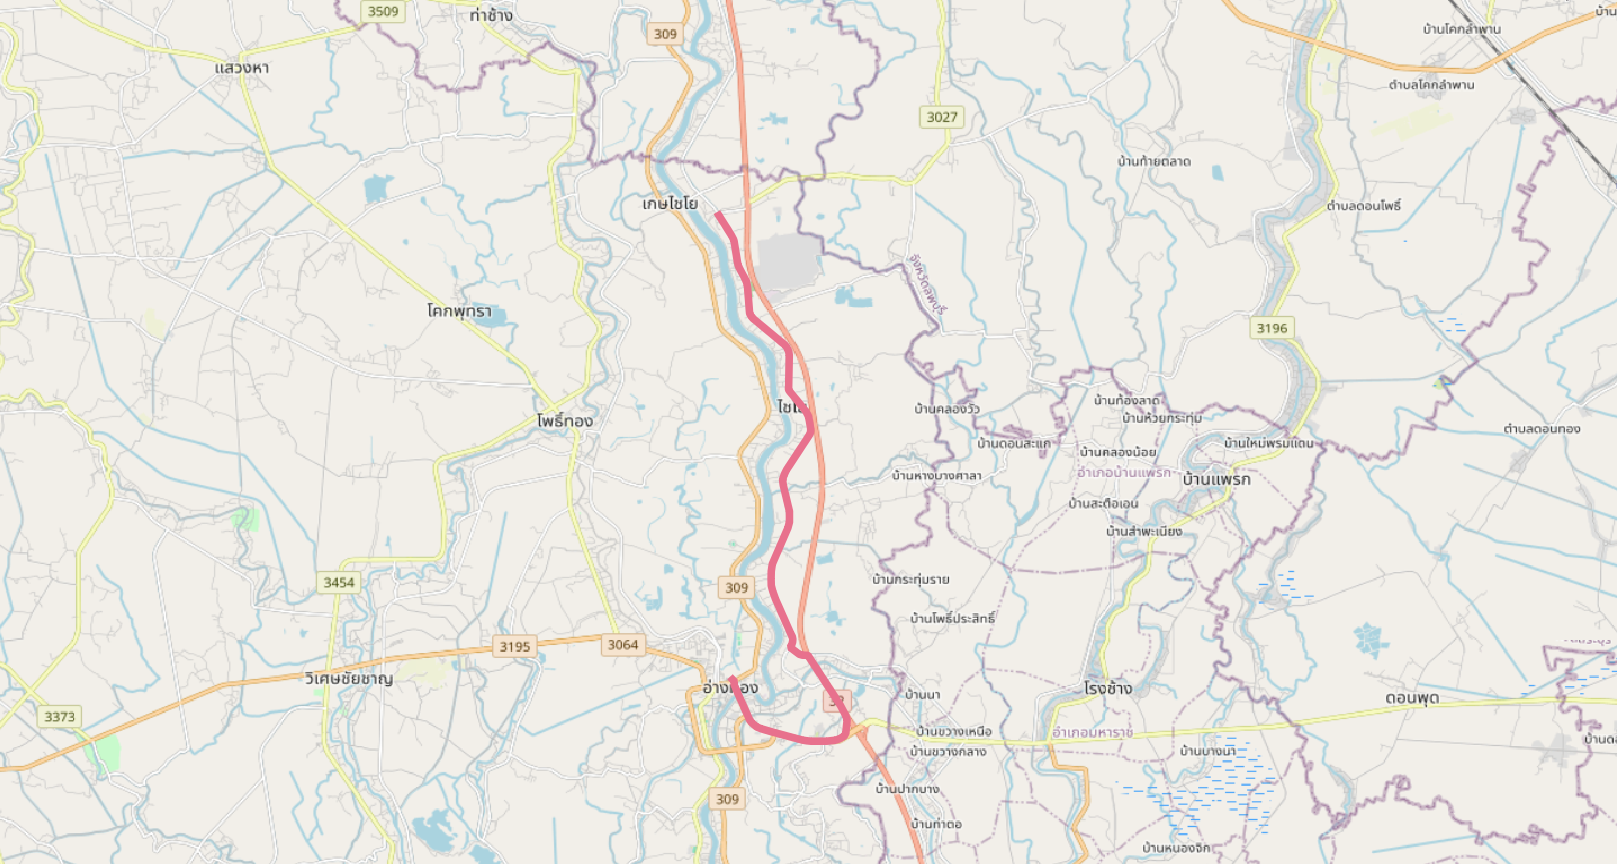 3509
ท่าช้าง
309
บ้านโคกลำพาน
แสวงหา
ตำบลโคกลำพาน
3027
บ้านท้ายตลาด
เกษไชโย
ตำบลดอนโพธิ์
จังหวัดลพบุรี
โคกพุทรา
3196
บ้านท้องคลาด
ไชโย
บ้านคลองวัว
บ้านห้วยกระทุ่ม
โพธิ์ทอง
ตำบลดอนทอง
บ้านดอนสะแก
บ้านใหม่พรมแดน
บ้านคลองน้อย
บ้านหางบางศาลา
อำเภอบ้านแพรก
บ้านแพรก
บ้านสะตือเอน
บ้านลำพะเนียง
3454
309
บ้านกระทุ่มราย
บ้านโพธิ์ประสิทธิ์
3195
3064
วิเศษชัยชาญ
อ่างทอง
บ้านนา
โรงช้าง
ดอนพุด
3373
บ้านขวางเหนือ
อำเภอมหาราช
บ้านขวางกลาง
บ้านบางนา
บ้านปากบาง
309
บ้านท่าตอ
บ้านหนองจิก